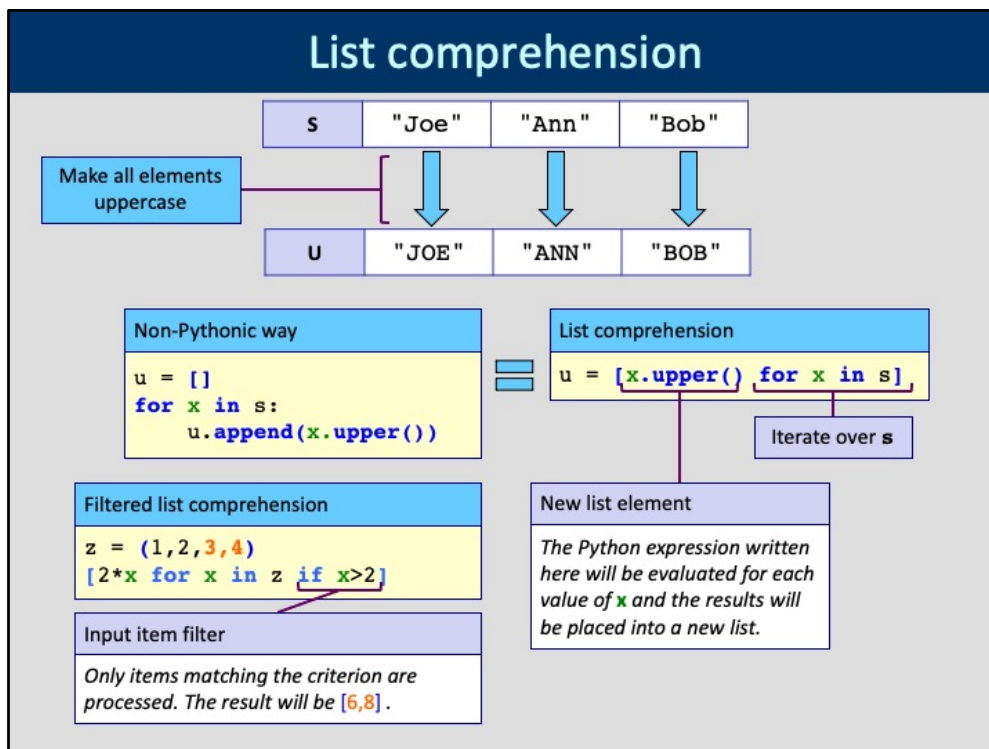 List comprehension
S "Joe" "Ann" "Bob"
Make all elements
uppercase
U "JOE" "ANN" "BOB"
Non-Pythonic way
u = []
for x in s:
    u.append(x.upper())
List comprehension
u = [x.upper() for x in s]
Iterate over s
Filtered list comprehension
z = (1,2,3,4)
[2*x for x in z if x>2]
Input item filter
Only items matching the criterion are
processed. The result will be [6,8] .
New list element
The Python expression written
here will be evaluated for each
value of x and the results will
be placed into a new list.